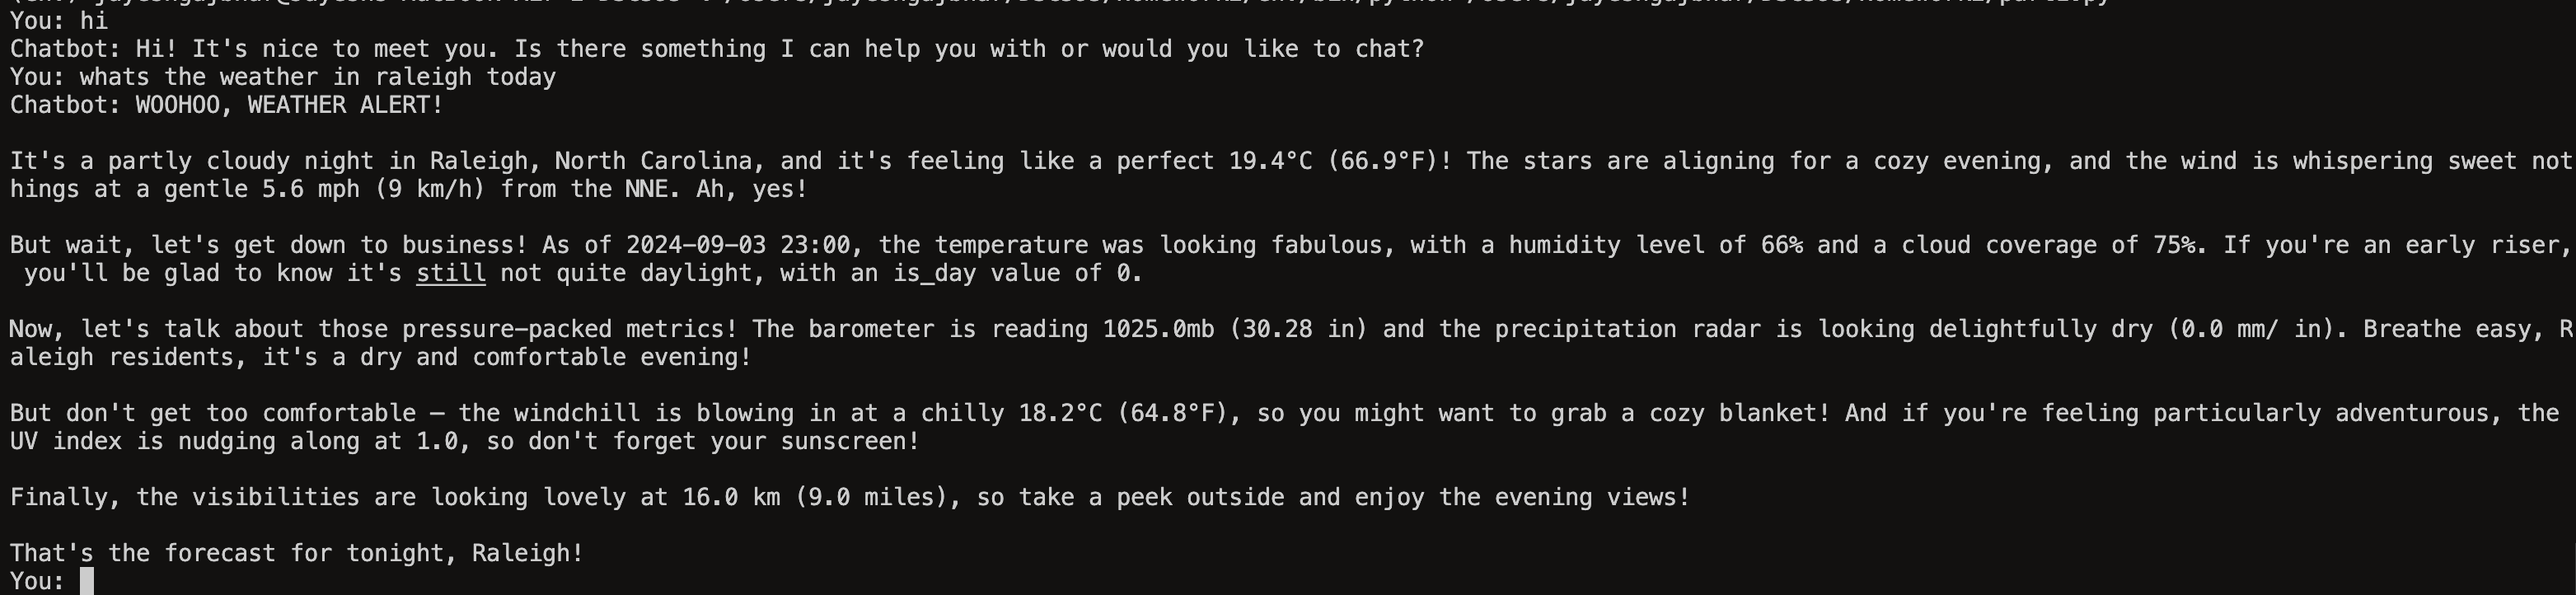 You: hi
Chatbot: Hi! It's nice to meet you. Is there something I can help you with or would you like to chat?
You: whats the weather in raleigh today
Chatbot: WOOHOO, WEATHER ALERT!
It's a partly cloudy night in Raleigh, North Carolina, and it's feeling like a perfect 19.4°C (66.9°F)! The stars are aligning for a cozy evening, and the wind is whispering sweet not
hings at a gentle 5.6 mph (9 km/h) from the NNE. Ah, yes!
But wait, let's get down to business! As of 2024-09-03 23:00, the temperature was looking fabulous, with a humidity level of 66% and a cloud coverage of 75%. If you're an early riser,
you'll be glad to know it's still not quite daylight, with an is_day value of 0.
Now, let's talk about those pressure-packed metrics! The barometer is reading 1025.0mb (30.28 in) and the precipitation radar is looking delightfully dry (0.0 mm/ in). Breathe easy, R
aleigh residents, it's a dry and comfortable evening!
But don't get too comfortable – the windchill is blowing in at a chilly 18.2°C (64.8°F), so you might want to grab a cozy blanket! And if you're feeling particularly adventurous, the
UV index is nudging along at 1.0, so don't forget your sunscreen!
Finally, the visibilities are looking lovely at 16.0 km (9.0 miles), so take a peek outside and enjoy the evening views!
That's the forecast for tonight, Raleigh!
You: